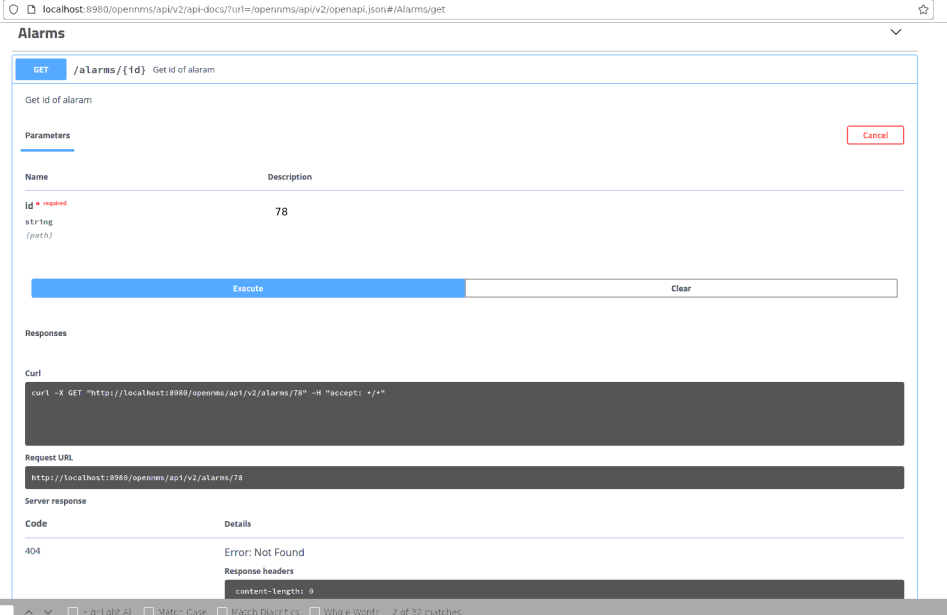 localhost:8980/opennms/api/v2/api-docs/?url=/opennms/api/v2/openapi.json#/Alarms/get
Alarms
GET /alarms/{id} Get id of alaram
Get id of alaram
Parameters
Cancel
Name Description
id * required
78
string
(path)
Execute Clear
Responses
Curl
curl -X GET "http://localhost:8980/opennms/api/v2/alarms/78" -H "accept: */*"
Request URL
http://localhost:8980/opennms/api/v2/alarms/78
Server response
Code Details
404 Error: Not Found
Response headers
content-length: 0
Highlight All Match Case Match Diacritics Whole Words 2 of 32 matches